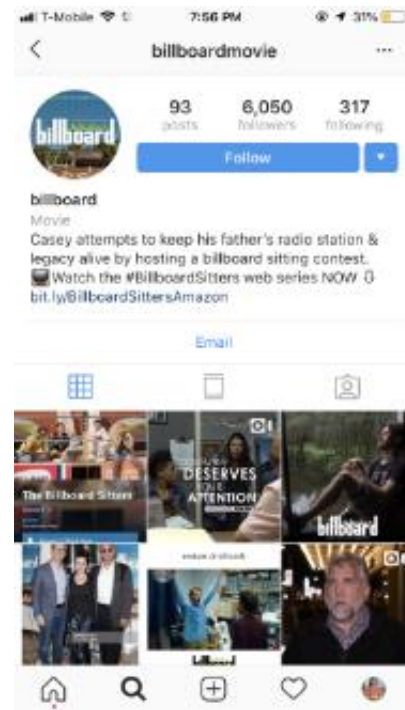 T-Mobile 7:56 PM 31%
billboardmovie
billboard
93 6,050 317
posts followers following
Follow
billboard
Movie
Casey attempts to keep his father's radio station &
legacy alive by hosting a billboard sitting contest.
Watch the #BillboardSitters web series NOW
bit.ly/BillboardSittersAmazon
Email
The Billboard Sitters
DESERVES
YOUR
ATTENTION
billboard
billboard